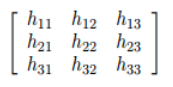 h₁₁ h₁₂ h₁₃
h₂₁ h₂₂ h₂₃
h₃₁ h₃₂ h₃₃